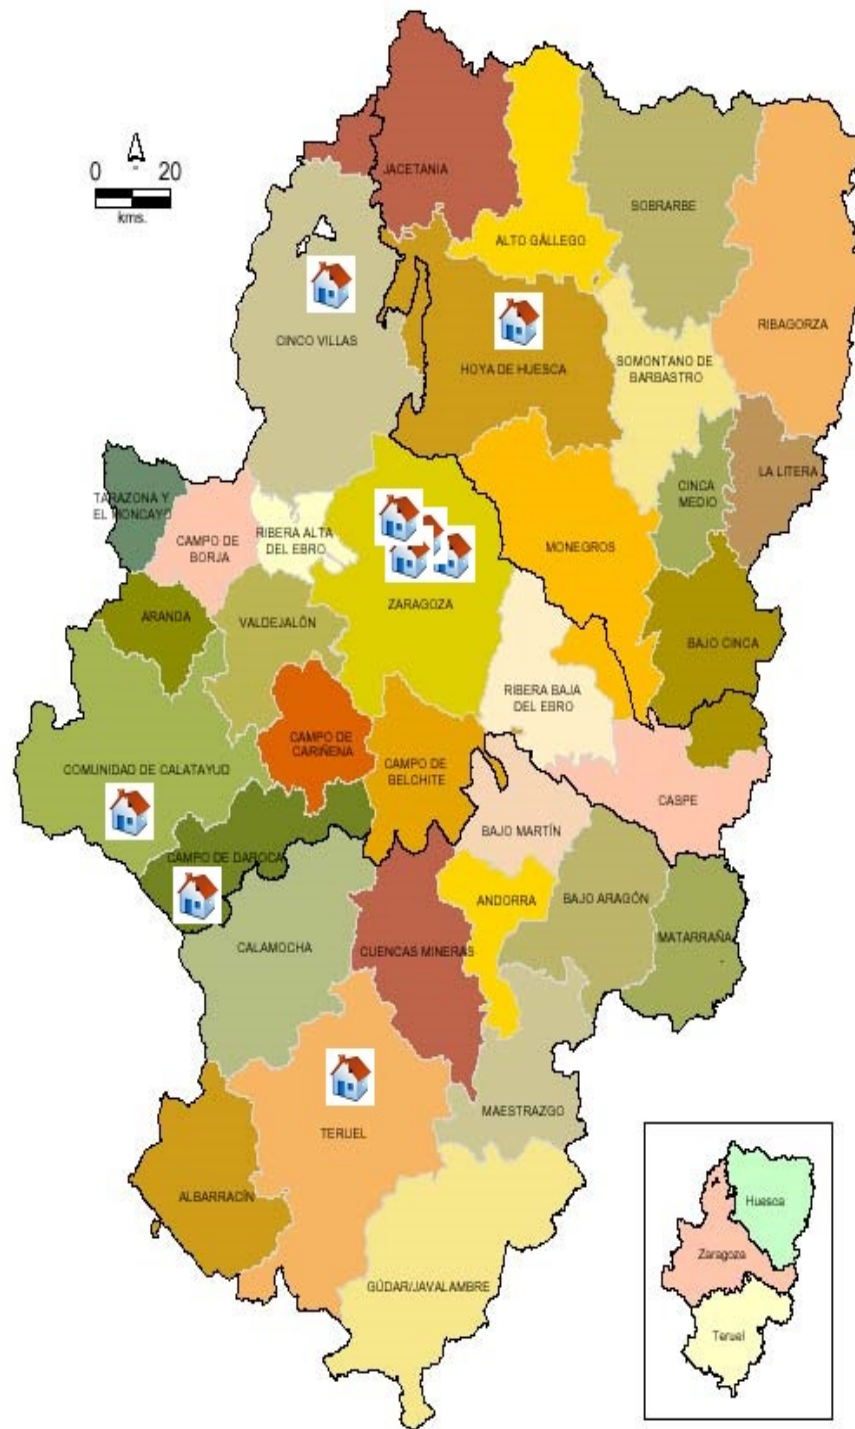 0 20
kms.
JACETANIA
ALTO GÁLLEGO
SOBRARBE
RIBAGORZA
CINCO VILLAS
HOYA DE HUESCA
SOMONTANO DE
BARBASTRO
TARAZONA Y
EL MONCAYO
CAMPO DE
BORJA
RIBERA ALTA
DEL EBRO
CINCA
MEDIO
LA LITERA
MONEGROS
ARANDA
VALDEJALÓN
ZARAGOZA
BAJO CINCA
RIBERA BAJA
DEL EBRO
CAMPO DE
CARIÑENA
COMUNIDAD DE CALATAYUD
CAMPO DE
BELCHITE
CASPE
BAJO MARTÍN
CAMPO DE DAROCA
ANDORRA
BAJO ARAGÓN
CALAMOCHA
CUENCAS MINERAS
MATARRAÑA
MAESTRAZGO
TERUEL
ALBARRACÍN
GÚDAR/JAVALAMBRE
Huesca
Zaragoza
Teruel